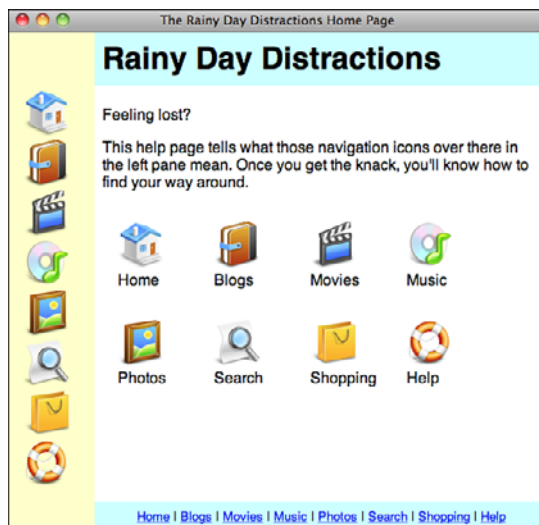 The Rainy Day Distractions Home Page
Rainy Day Distractions
Feeling lost?
This help page tells what those navigation icons over there in
the left pane mean. Once you get the knack, you'll know how to
find your way around.
Home Blogs Movies Music
Photos Search Shopping Help
Home | Blogs | Movies | Music | Photos | Search | Shopping | Help